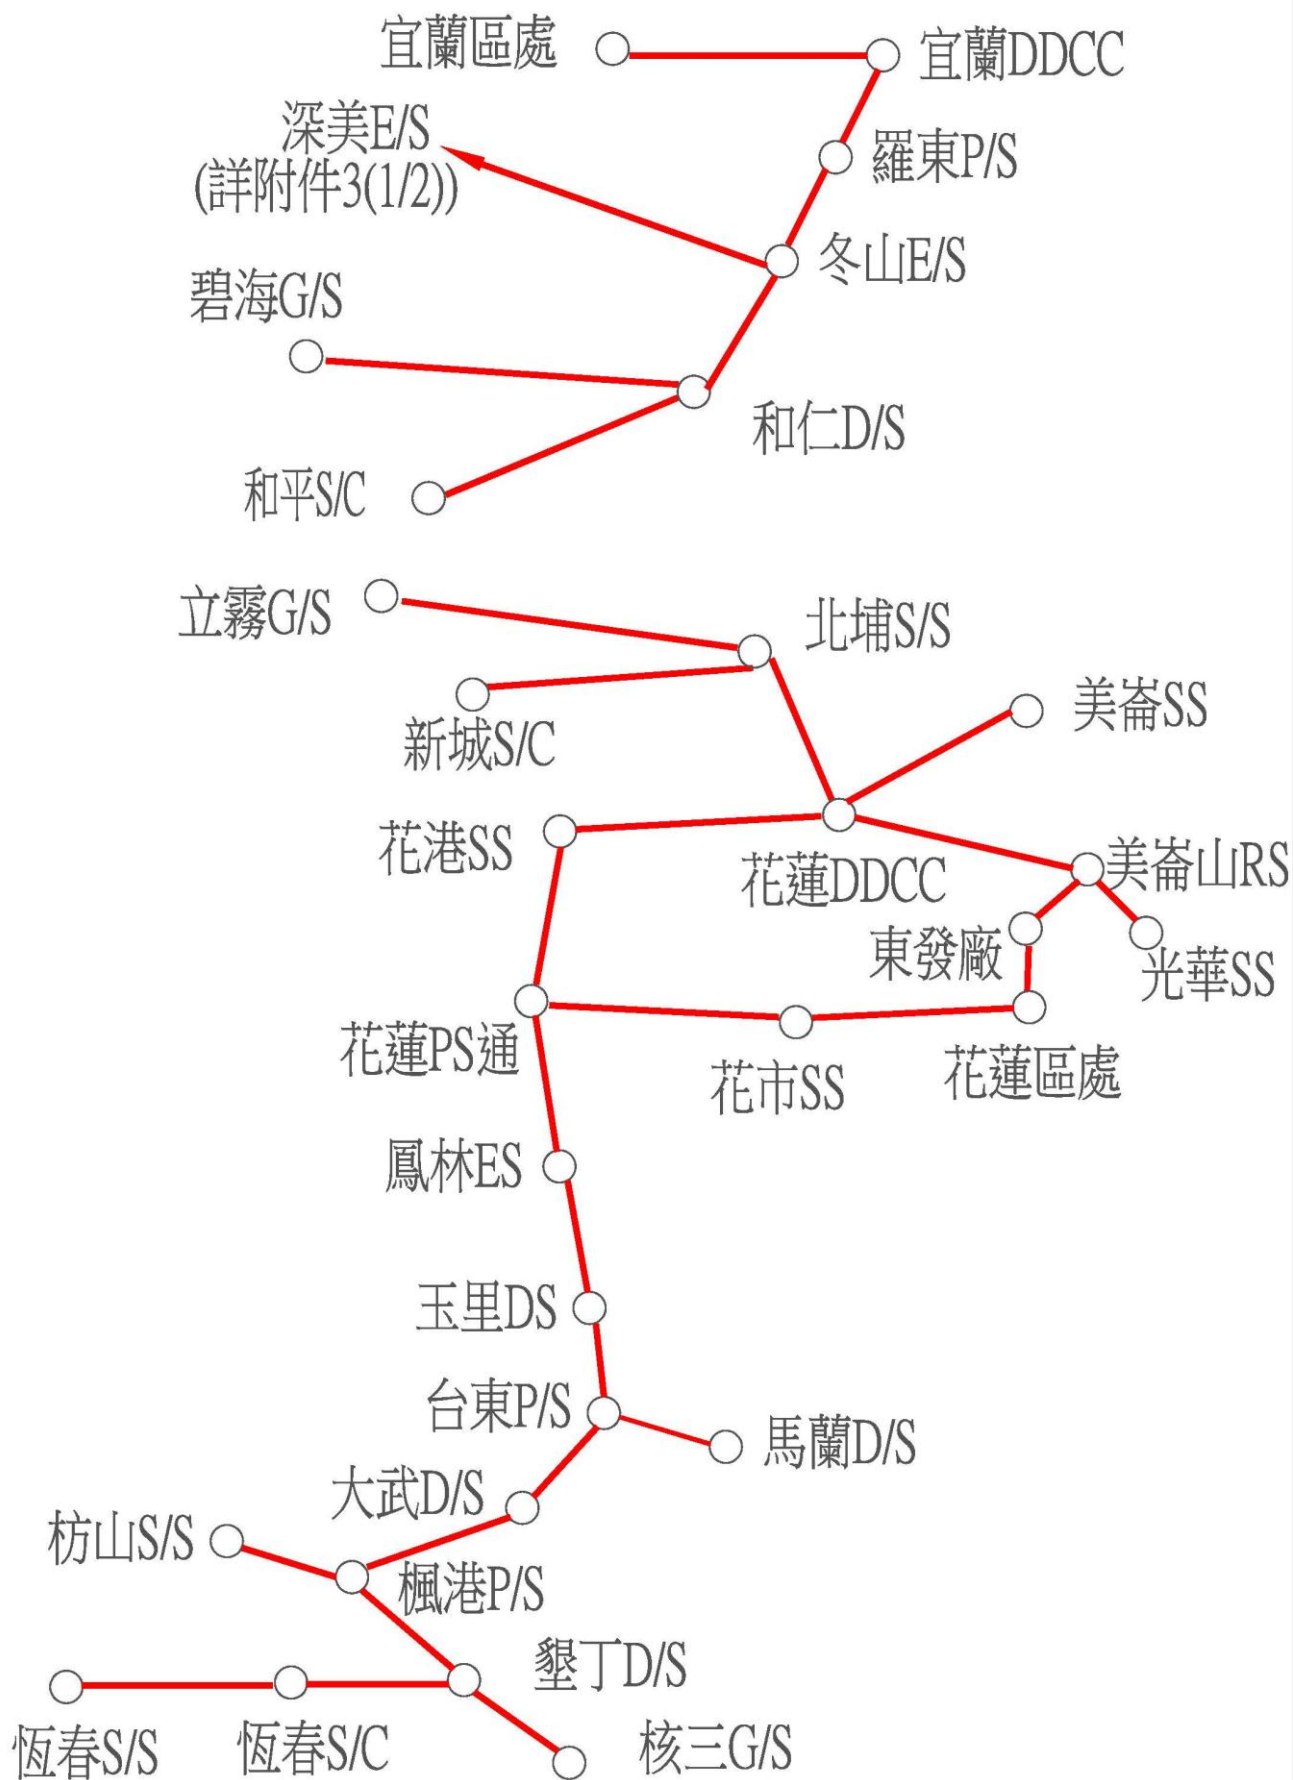 宜蘭區處
宜蘭DDCC
深美E/S
(詳附件3(1/2))
羅東P/S
冬山E/S
碧海G/S
和仁D/S
和平S/C
立霧G/S
北埔S/S
新城S/C
美崙SS
花港SS
花蓮DDCC
美崙山RS
東發廠
光華SS
花蓮PS通
花市SS
花蓮區處
鳳林ES
玉里DS
台東P/S
馬蘭D/S
大武D/S
枋山S/S
楓港P/S
墾丁D/S
恆春S/S
恆春S/C
核三G/S